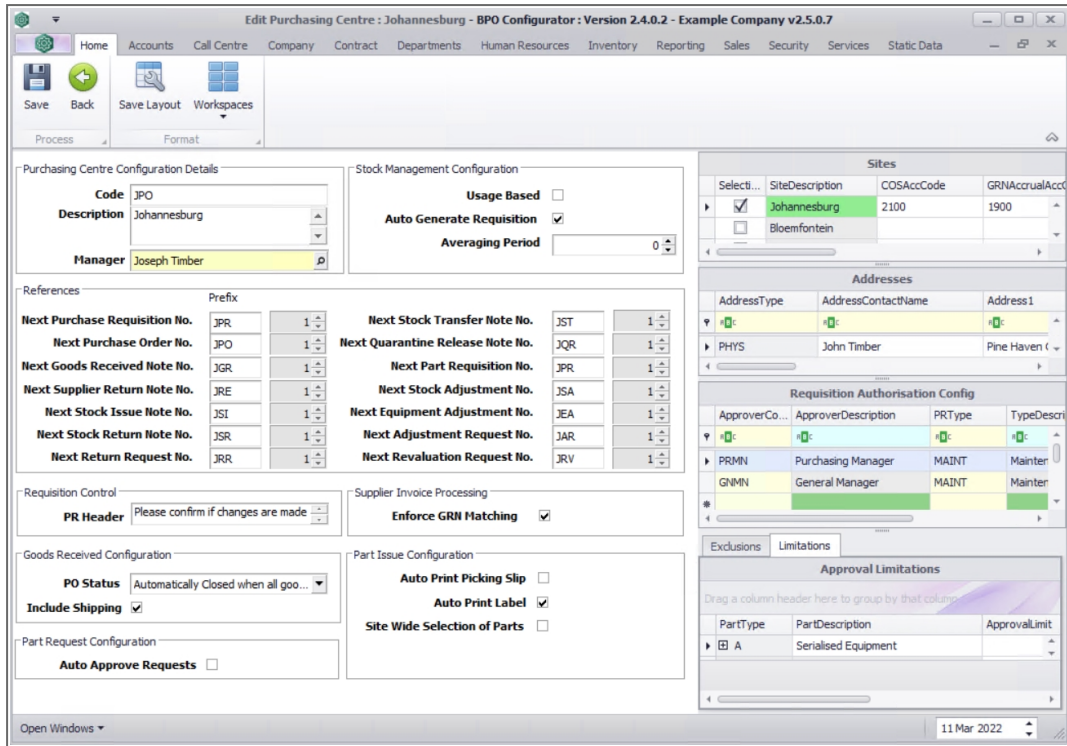 Edit Purchasing Centre : Johannesburg - BPO Configurator : Version 2.4.0.2 - Example Company v2.5.0.7
Home Accounts Call Centre Company Contract Departments Human Resources Inventory Reporting Sales Security Services Static Data
Save Back Save Layout Workspaces
Process Format
Purchasing Centre Configuration Details
Code JPO
Description Johannesburg
Manager Joseph Timber
Stock Management Configuration
Usage Based
Auto Generate Requisition
Averaging Period 0
References
Prefix
Next Purchase Requisition No. JPR 1 Next Stock Transfer Note No. JST 1
Next Purchase Order No. JPO 1 Next Quarantine Release Note No. JQR 1
Next Goods Received Note No. JGR 1 Next Part Requisition No. JPR 1
Next Supplier Return Note No. JRE 1 Next Stock Adjustment No. JSA 1
Next Stock Issue Note No. JSI 1 Next Equipment Adjustment No. JEA 1
Next Stock Return Note No. JSR 1 Next Adjustment Request No. JAR 1
Next Return Request No. JRR 1 Next Revaluation Request No. JRV 1
Requisition Control
PR Header Please confirm if changes are made
Supplier Invoice Processing
Enforce GRN Matching
Goods Received Configuration
PO Status Automatically Closed when all goo...
Include Shipping
Part Issue Configuration
Auto Print Picking Slip
Auto Print Label
Site Wide Selection of Parts
Part Request Configuration
Auto Approve Requests
Sites
Selecti... SiteDescription COSAccCode GRNAccrualAccC
Johannesburg 2100 1900
Bloemfontein
Addresses
AddressType AddressContactName Address1
PHYS John Timber Pine Haven
Requisition Authorisation Config
ApproverCo... ApproverDescription PRType TypeDescri
PRMN Purchasing Manager MAINT Mainten
GNMN General Manager MAINT Mainten
Exclusions Limitations
Approval Limitations
Drag a column header here to group by that column
PartType PartDescription ApprovalLimit
A Serialised Equipment
Open Windows 11 Mar 2022